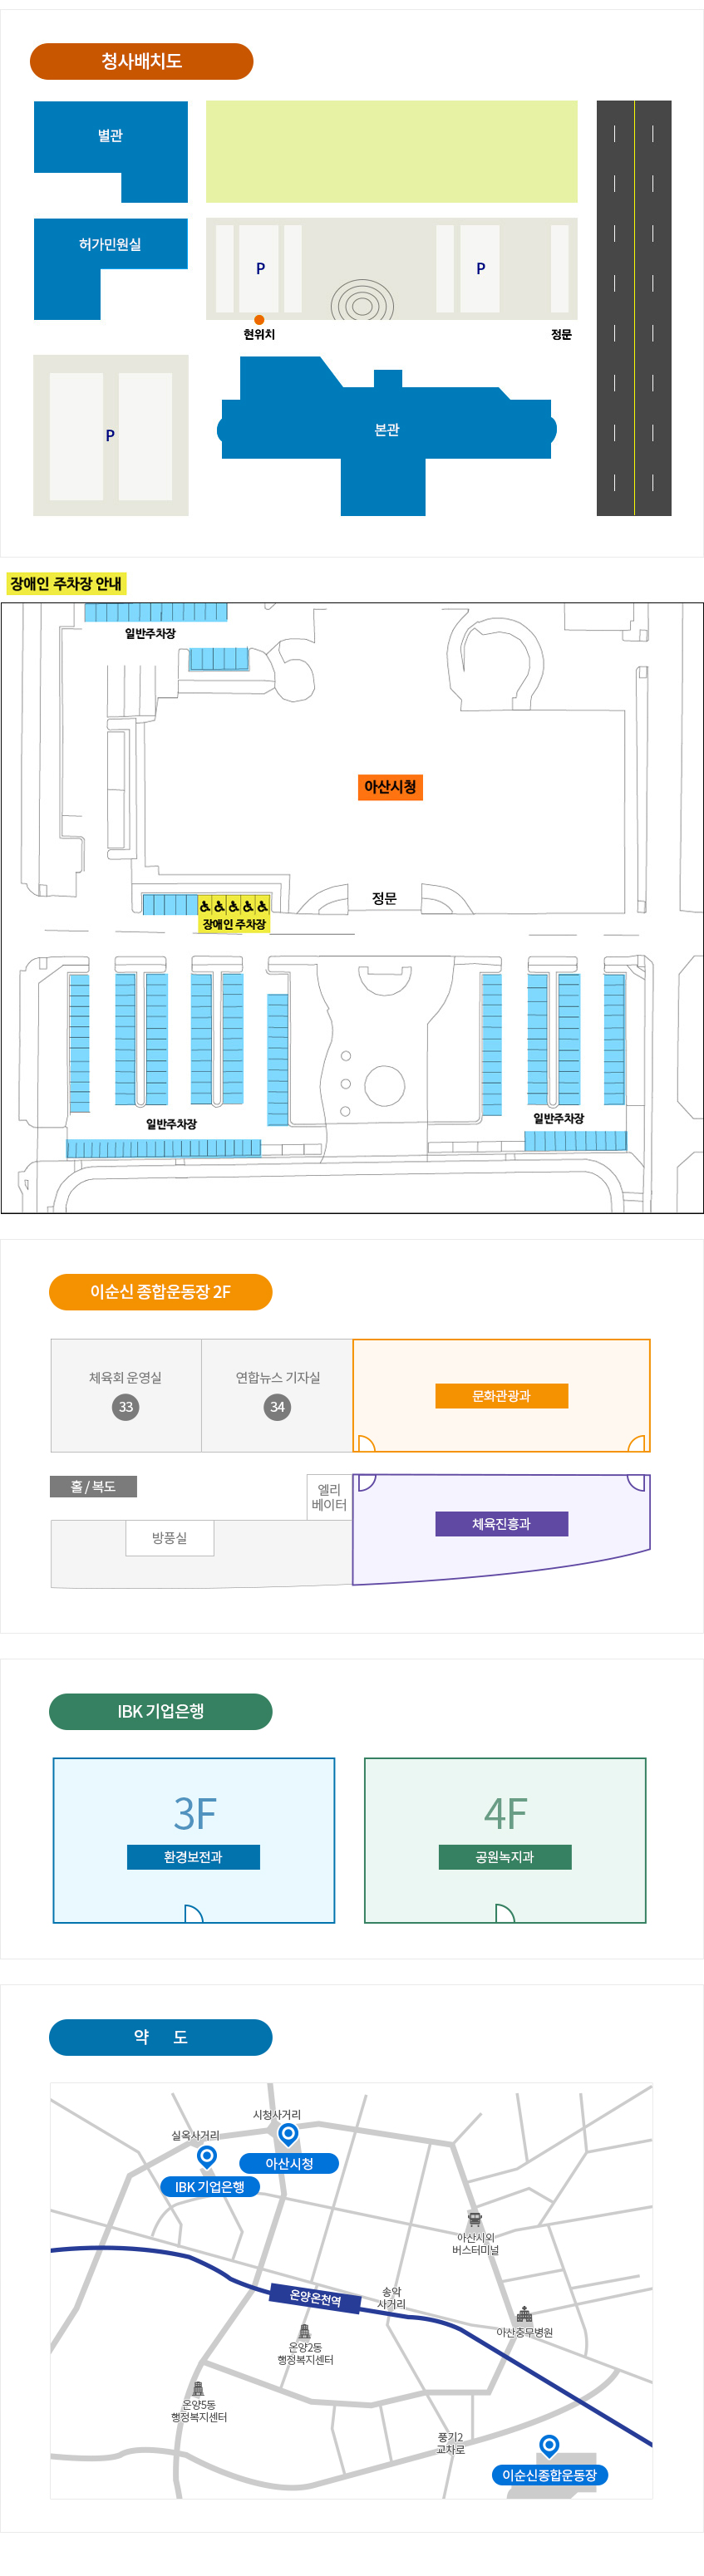 청사배치도
별관
허가민원실
P
P
현위치
정문
P
본관
장애인 주차장 안내
일반주차장
아산시청
정문
장애인 주차장
일반주차장
일반주차장
이순신 종합운동장 2F
체육회 운영실
33
연합뉴스 기자실
34
문화관광과
홀 / 복도
엘리
베이터
방풍실
체육진흥과
IBK 기업은행
3F
환경보전과
4F
공원녹지과
약 도
시청사거리
실옥사거리
아산시청
IBK 기업은행
아산시외
버스터미널
온양온천역
송악
사거리
아산충무병원
온양2동
행정복지센터
온양5동
행정복지센터
풍기2
교차로
이순신종합운동장